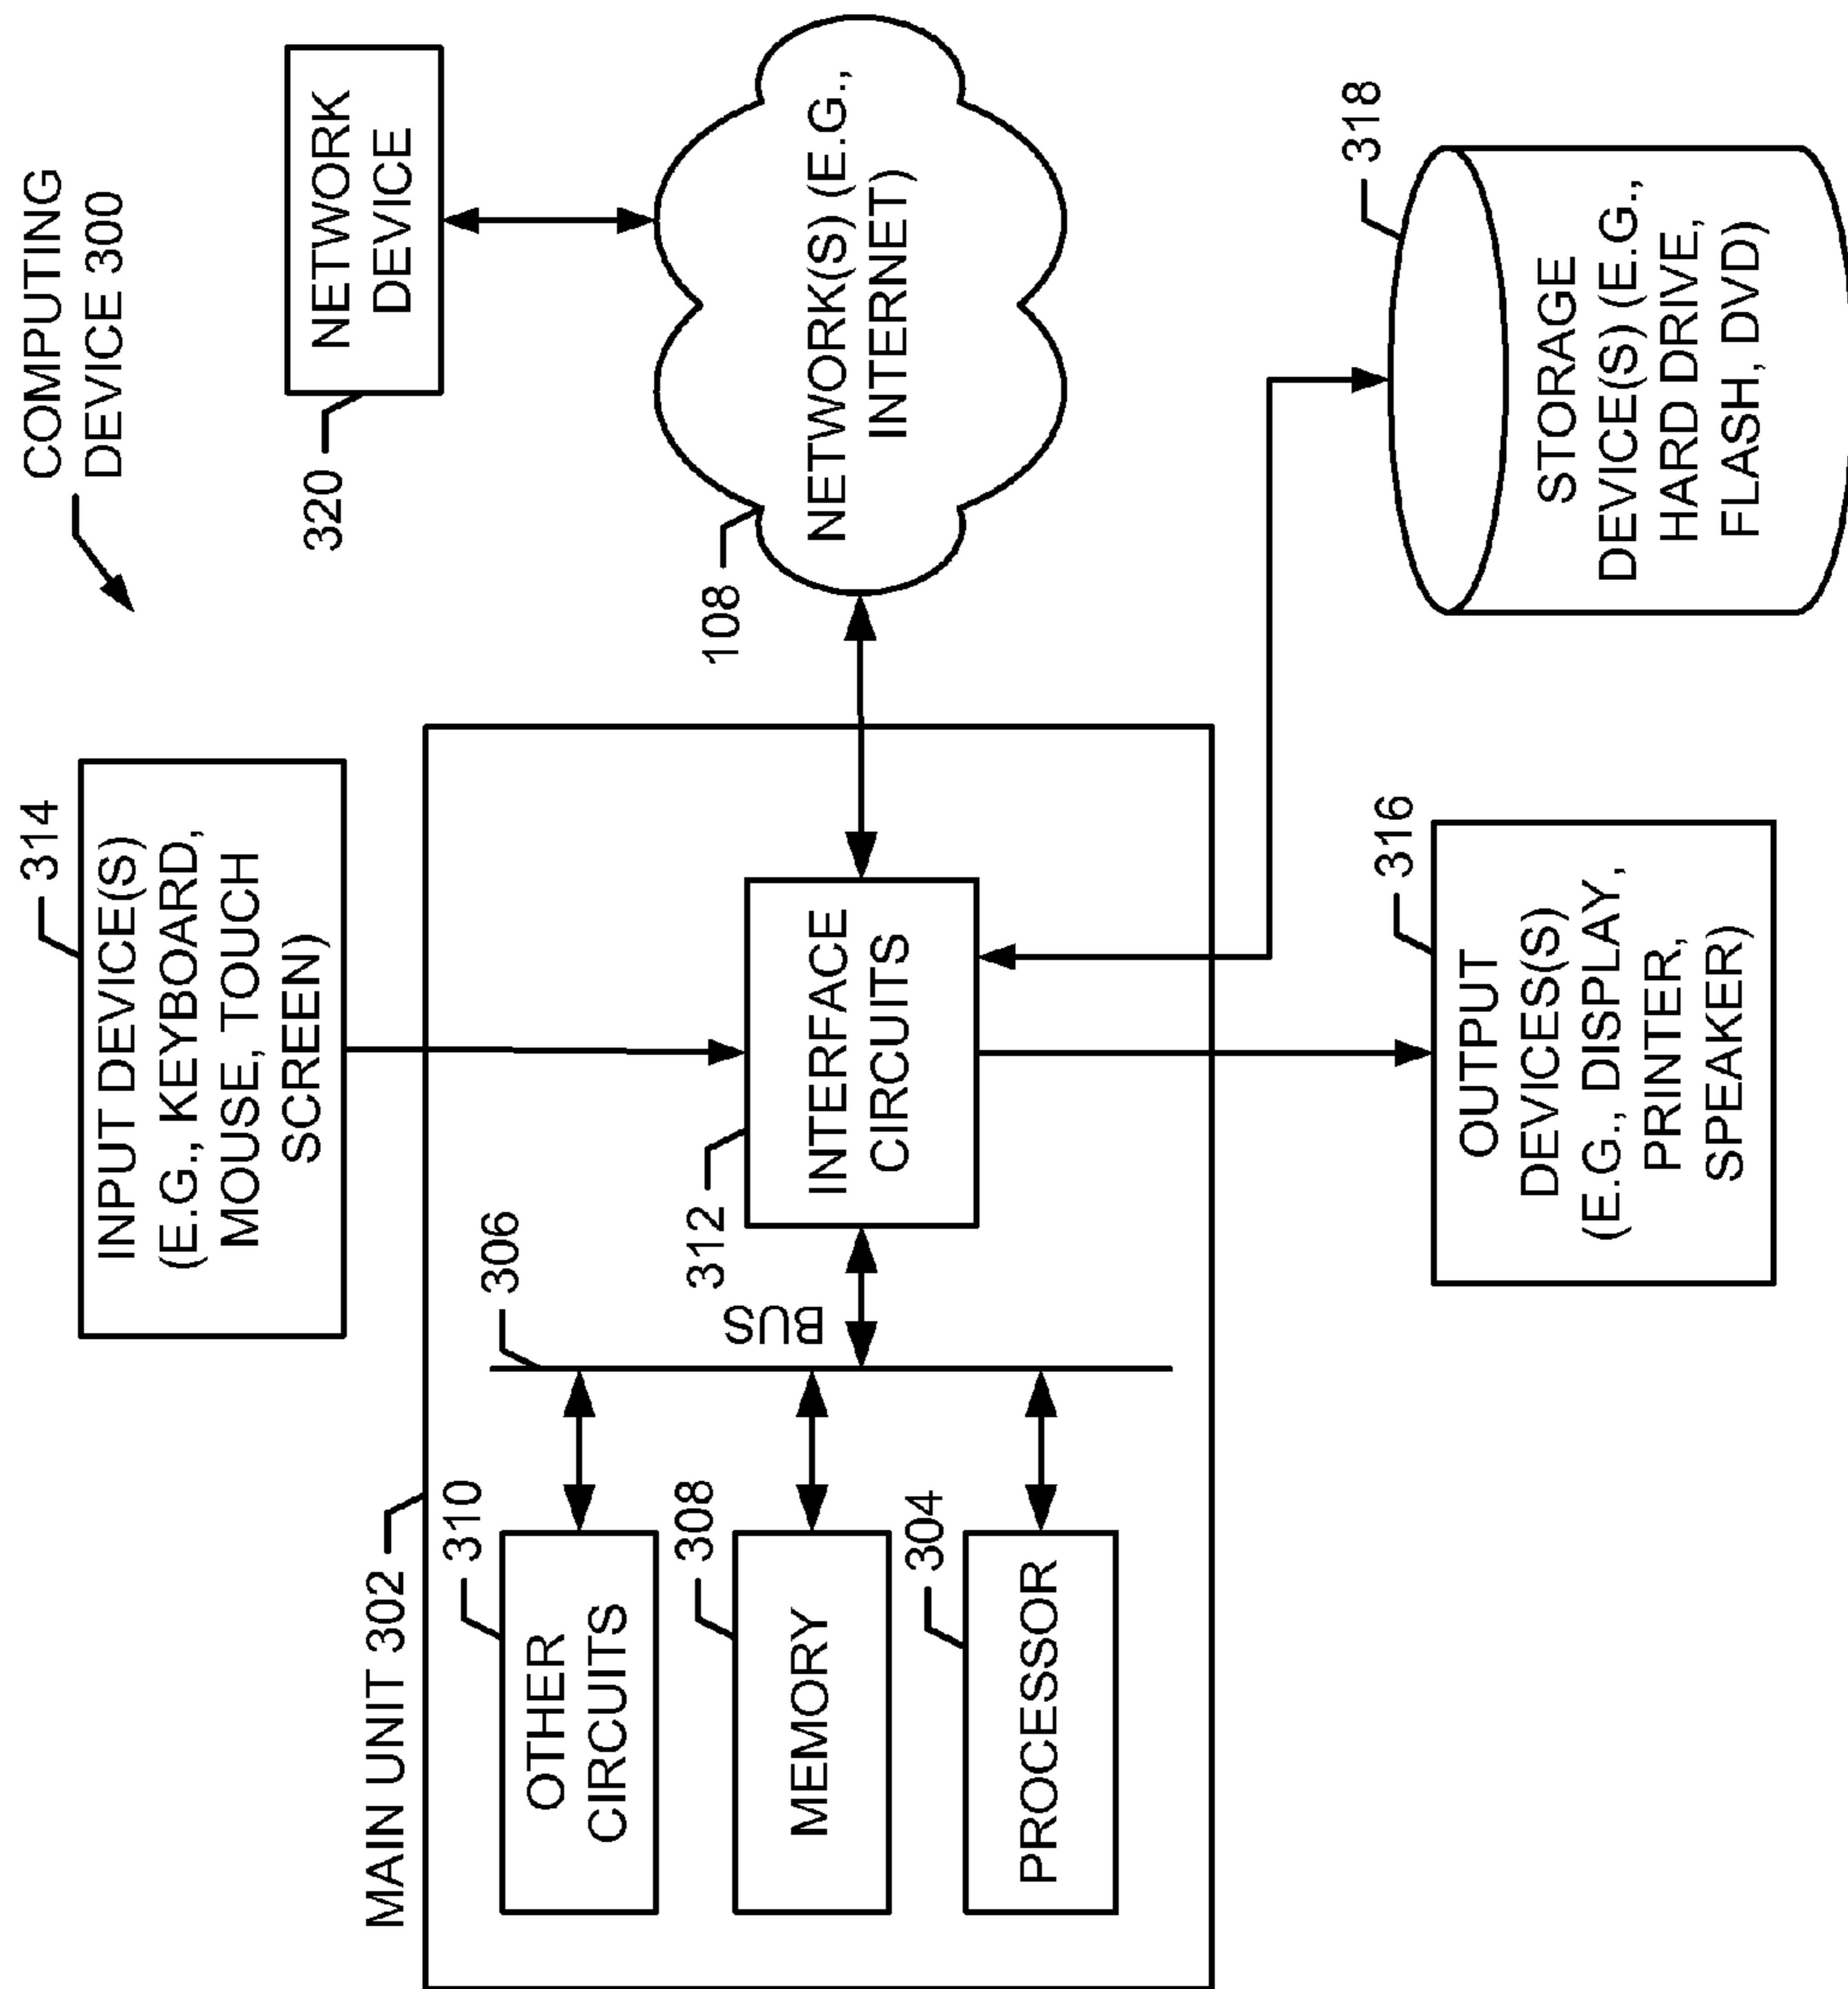 COMPUTING
DEVICE 300
314
INPUT DEVICE(S)
(E.G., KEYBOARD,
MOUSE, TOUCH
SCREEN)
320
NETWORK
DEVICE
MAIN UNIT 302
310
OTHER
CIRCUITS
306
BUS
308
MEMORY
304
PROCESSOR
312
INTERFACE
CIRCUITS
108
NETWORK(S) (E.G.,
INTERNET)
316
OUTPUT
DEVICES(S)
(E.G., DISPLAY,
PRINTER,
SPEAKER)
318
STORAGE
DEVICE(S) (E.G.,
HARD DRIVE,
FLASH, DVD)